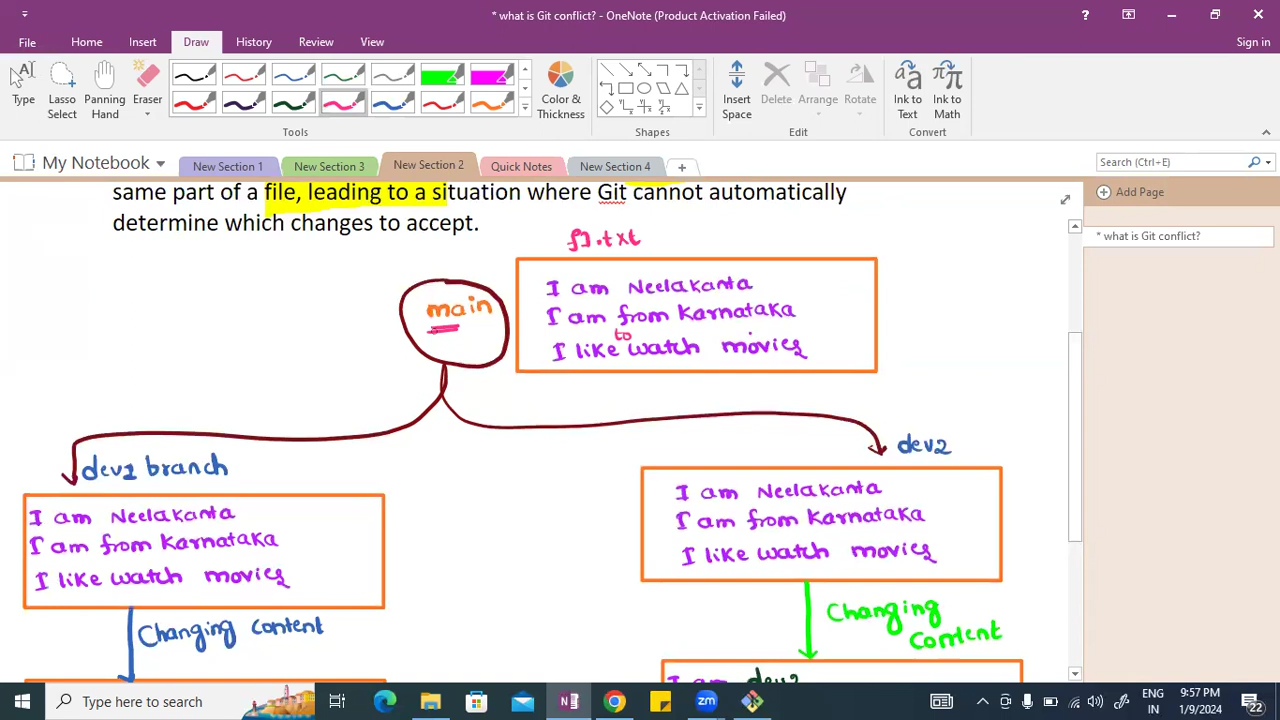 * what is Git conflict? - OneNote (Product Activation Failed)
?
File Home Insert Draw History Review View
Sign in
Type
Lasso Select
Panning Hand
Eraser
Color & Thickness
Insert Space
Delete
Arrange
Rotate
Ink to Text
Ink to Math
Tools
Shapes
Edit
Convert
My Notebook
New Section 1
New Section 3
New Section 2
Quick Notes
New Section 4
+
Search (Ctrl+E)
Add Page
* what is Git conflict?
same part of a file, leading to a situation where Git cannot automatically
determine which changes to accept.
f1.txt
main
I am Neelakanta
I am from Karnataka
to
I like watch movies
dev1 branch
I am Neelakanta
I am from Karnataka
I like watch movies
Changing content
dev2
I am Neelakanta
I am from Karnataka
I like watch movies
Changing
Content
I am dev2
Type here to search
ENG
IN
9:57 PM
1/9/2024
22